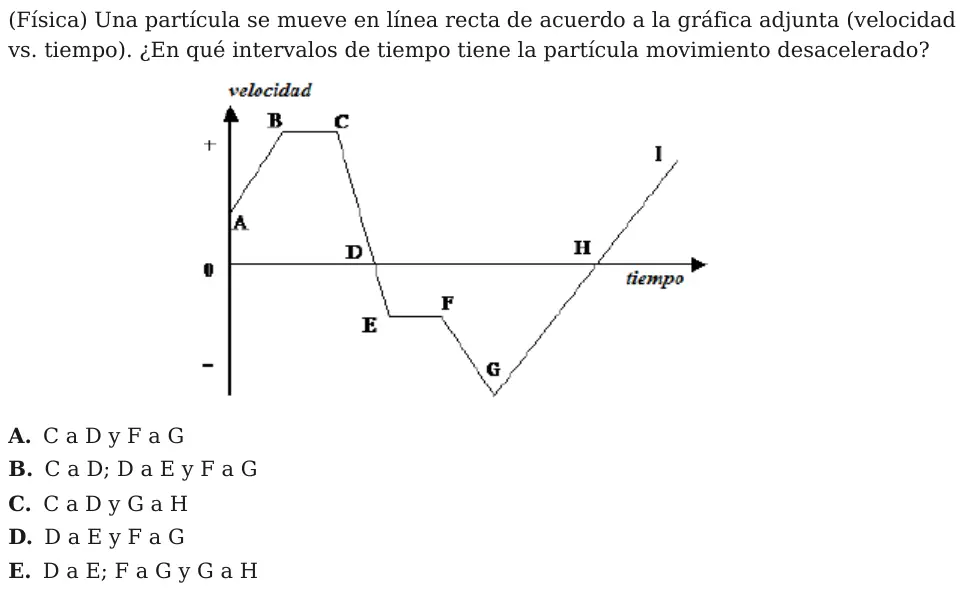 (Física) Una partícula se mueve en línea recta de acuerdo a la gráfica adjunta (velocidad
vs. tiempo). ¿En qué intervalos de tiempo tiene la partícula movimiento desacelerado?
velocidad
B C
+
I
A
D H
0
tiempo
F
E
-
G
A. C a D y F a G
B. C a D; D a E y F a G
C. C a D y G a H
D. D a E y F a G
E. D a E; F a G y G a H